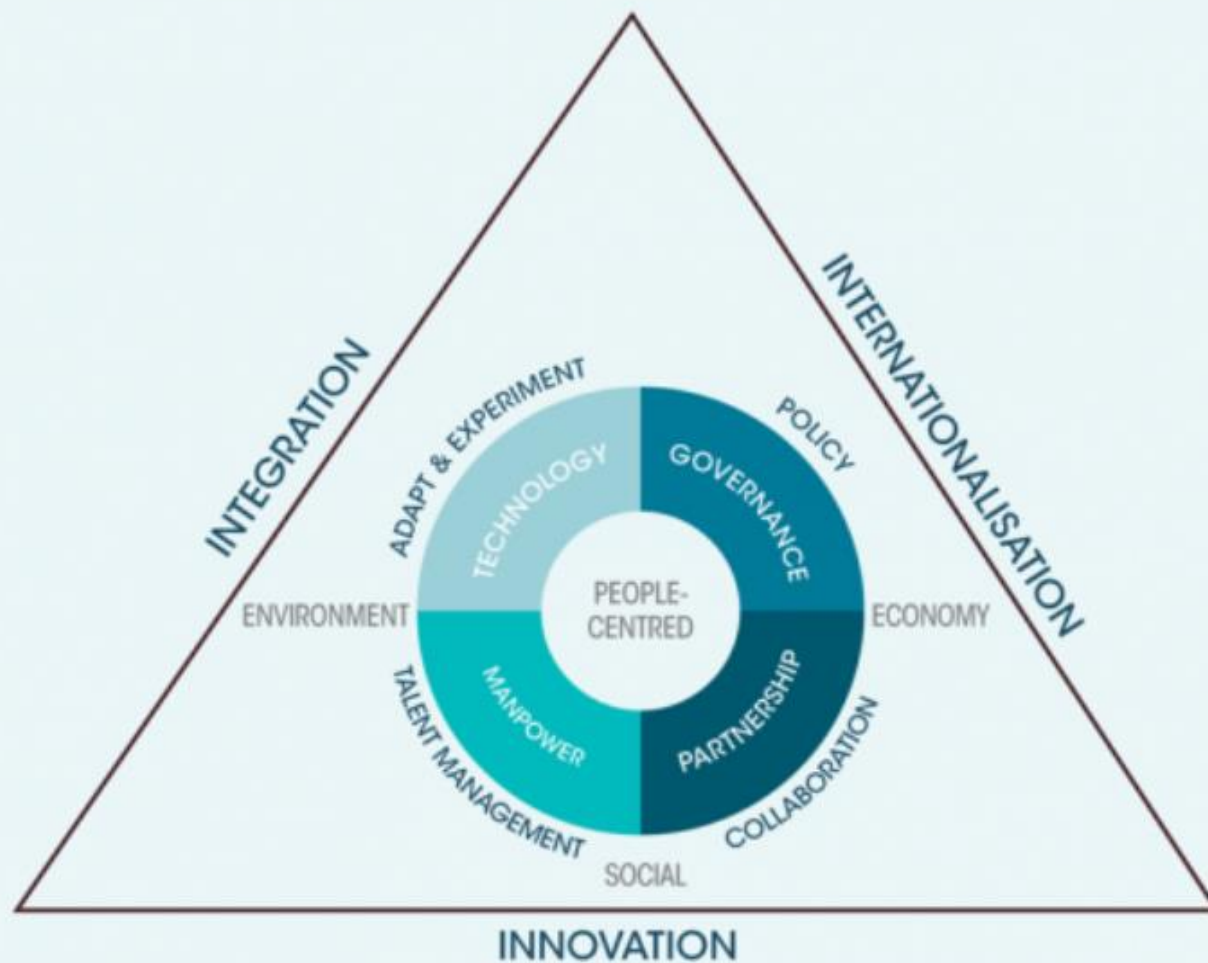 INTEGRATION
INTERNATIONALISATION
ADAPT & EXPERIMENT
POLICY
TECHNOLOGY
GOVERNANCE
ENVIRONMENT
PEOPLE-
CENTRED
ECONOMY
MANPOWER
PARTNERSHIP
TALENT MANAGEMENT
COLLABORATION
SOCIAL
INNOVATION